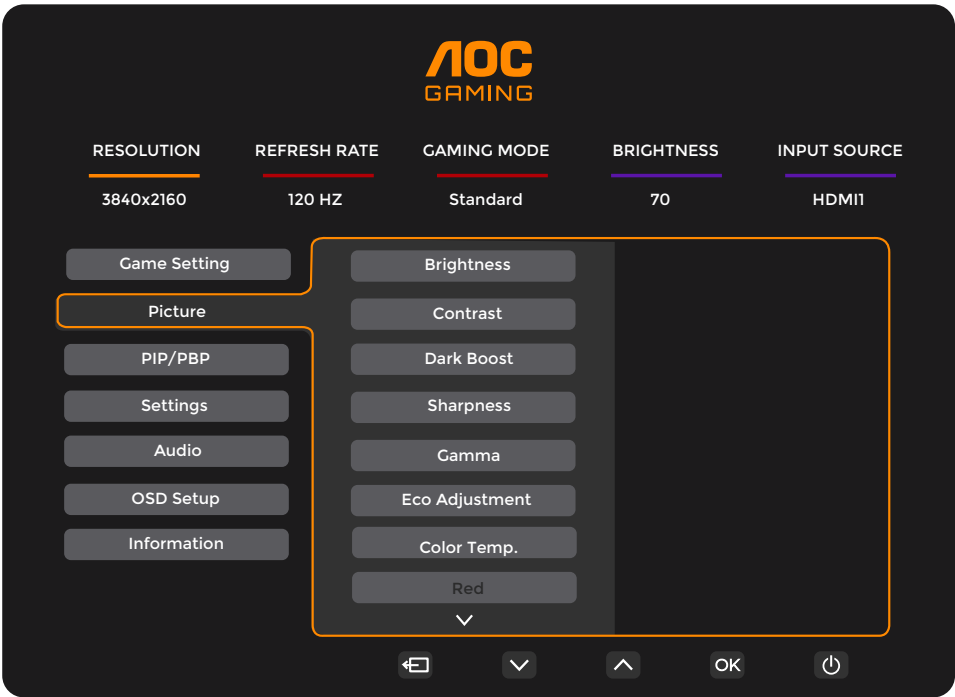 AOC
GAMING
RESOLUTION REFRESH RATE GAMING MODE BRIGHTNESS INPUT SOURCE
3840x2160 120 HZ Standard 70 HDMI1
Game Setting
Picture
PIP/PBP
Settings
Audio
OSD Setup
Information
Brightness
Contrast
Dark Boost
Sharpness
Gamma
Eco Adjustment
Color Temp.
Red
OK